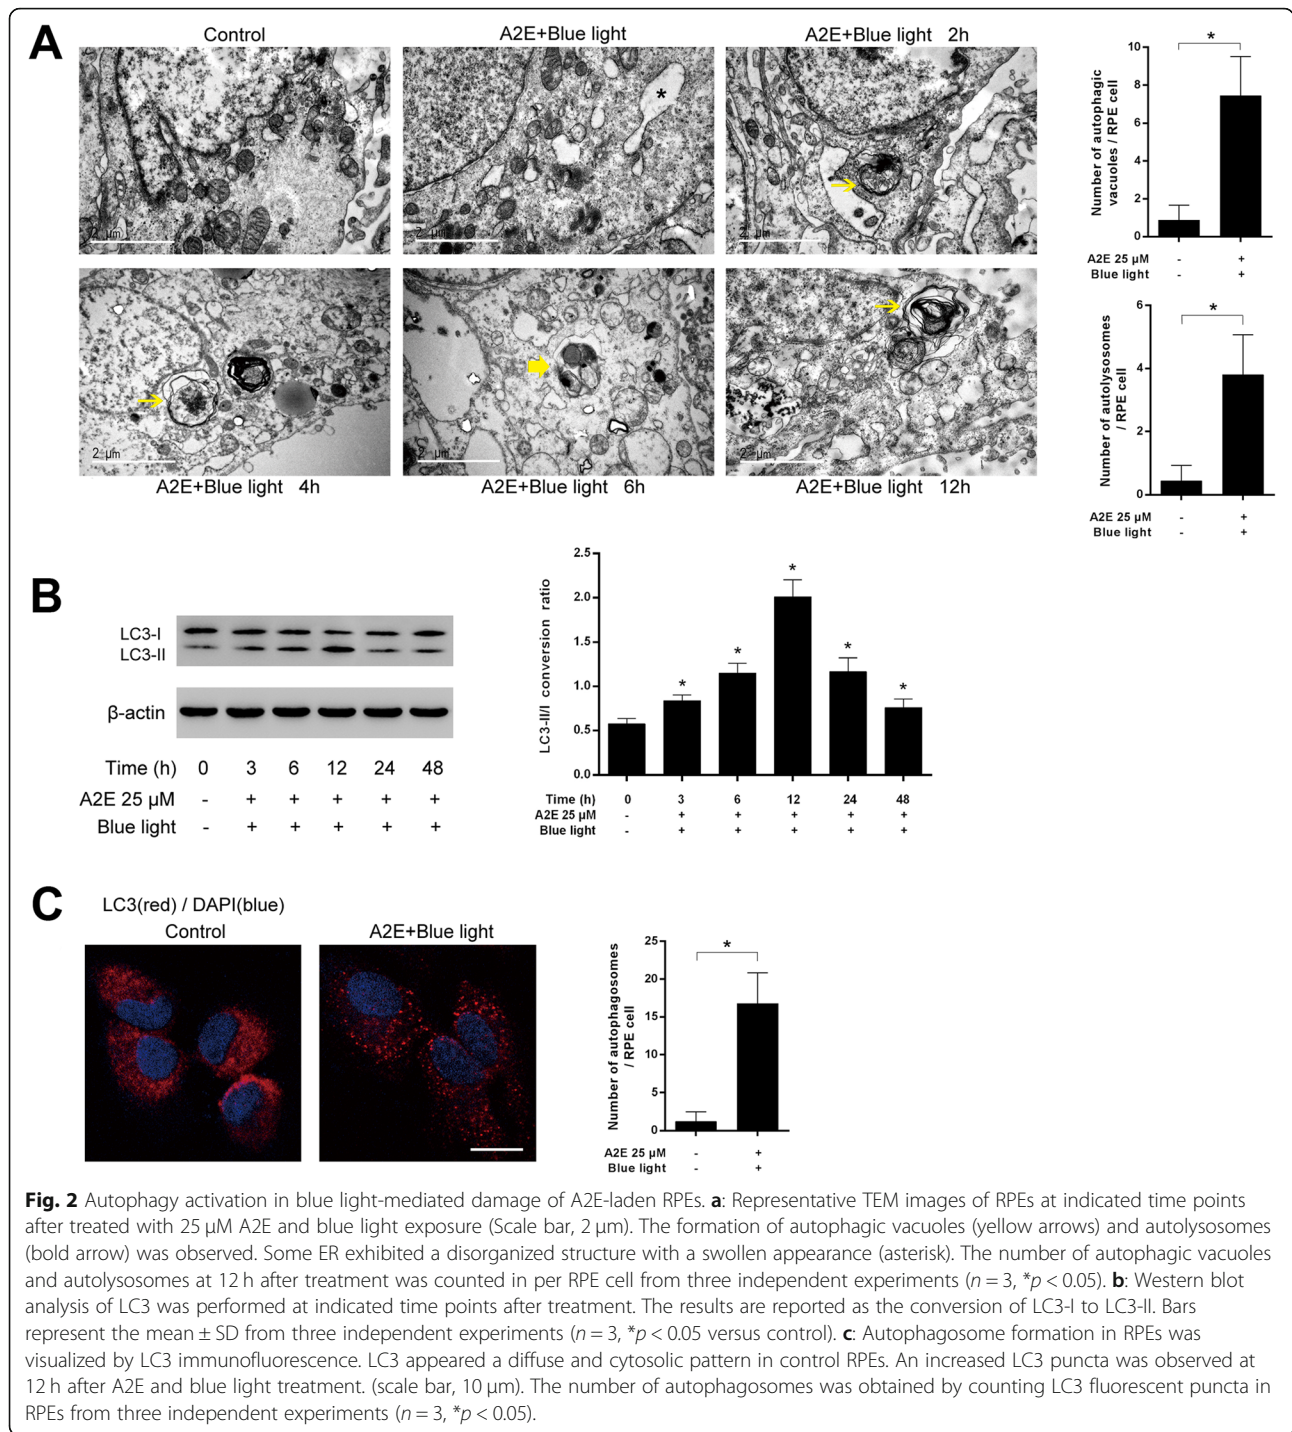 A
Control
A2E+Blue light
A2E+Blue light 2h
2 µm
*
A2E+Blue light 4h
A2E+Blue light 6h
A2E+Blue light 12h
2 µm
Number of autophagic
vacuoles / RPE cell
10
8
6
4
2
0
*
A2E 25 µM - +
Blue light - +
Number of autolysosomes
/ RPE cell
6
4
2
0
*
A2E 25 µM - +
Blue light - +
B
LC3-I
LC3-II
β-actin
Time (h) 0 3 6 12 24 48
A2E 25 µM - + + + + +
Blue light - + + + + +
LC3-II/I conversion ratio
2.5
2.0
1.5
1.0
0.5
0.0
* * * * *
Time (h) 0 3 6 12 24 48
A2E 25 µM - + + + + +
Blue light - + + + + +
C
LC3(red) / DAPI(blue)
Control
A2E+Blue light
Number of autophagosomes
/ RPE cell
25
20
15
10
5
0
*
A2E 25 µM - +
Blue light - +
Fig. 2 Autophagy activation in blue light-mediated damage of A2E-laden RPEs. a: Representative TEM images of RPEs at indicated time points
after treated with 25 µM A2E and blue light exposure (Scale bar, 2 µm). The formation of autophagic vacuoles (yellow arrows) and autolysosomes
(bold arrow) was observed. Some ER exhibited a disorganized structure with a swollen appearance (asterisk). The number of autophagic vacuoles
and autolysosomes at 12 h after treatment was counted in per RPE cell from three independent experiments (n = 3, *p < 0.05). b: Western blot
analysis of LC3 was performed at indicated time points after treatment. The results are reported as the conversion of LC3-I to LC3-II. Bars
represent the mean ± SD from three independent experiments (n = 3, *p < 0.05 versus control). c: Autophagosome formation in RPEs was
visualized by LC3 immunofluorescence. LC3 appeared a diffuse and cytosolic pattern in control RPEs. An increased LC3 puncta was observed at
12 h after A2E and blue light treatment. (scale bar, 10 µm). The number of autophagosomes was obtained by counting LC3 fluorescent puncta in
RPEs from three independent experiments (n = 3, *p < 0.05).